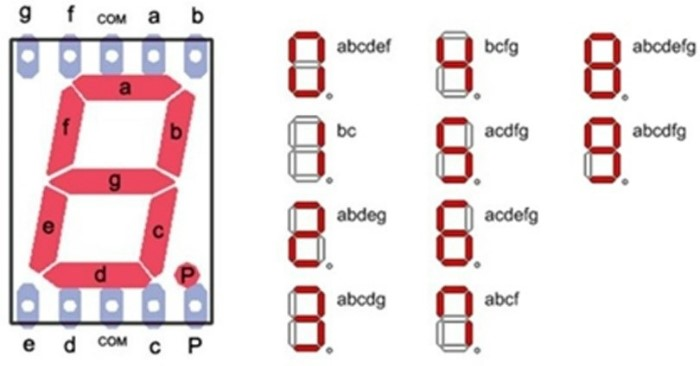 g f COM a b
a
f b
g
e c
d P
e d COM c P
abcdef
bc
abdeg
abcdg
bcfg
acdfg
acdefg
abcf
abcdefg
abcdfg